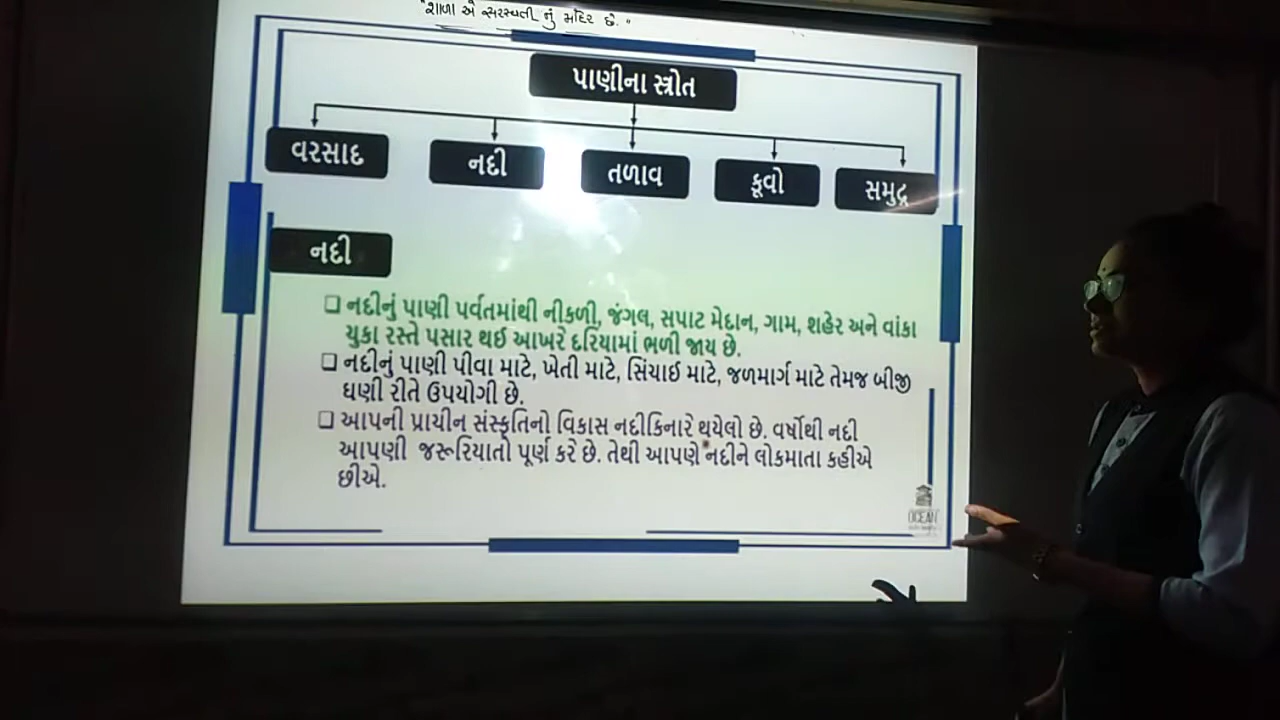 "શાળા એ સરસ્વતી નું મંદિર છે."
પાણીના સ્ત્રોત
વરસાદ નદી તળાવ કૂવો સમુદ્ર
નદી
❑ નદીનું પાણી પર્વતમાંથી નીકળી, જંગલ, સપાટ મેદાન, ગામ, શહેર અને વાંકા
ચુકા રસ્તે પસાર થઈ આખરે દરિયામાં ભળી જાય છે.
❑ નદીનું પાણી પીવા માટે, ખેતી માટે, સિંચાઈ માટે, જળમાર્ગ માટે તેમજ બીજી
ઘણી રીતે ઉપયોગી છે.
❑ આપની પ્રાચીન સંસ્કૃતિનો વિકાસ નદીકિનારે થયેલો છે. વર્ષોથી નદી
આપણી જરૂરિયાતો પૂર્ણ કરે છે. તેથી આપણે નદીને લોકમાતા કહીએ
છીએ.
OCEAN